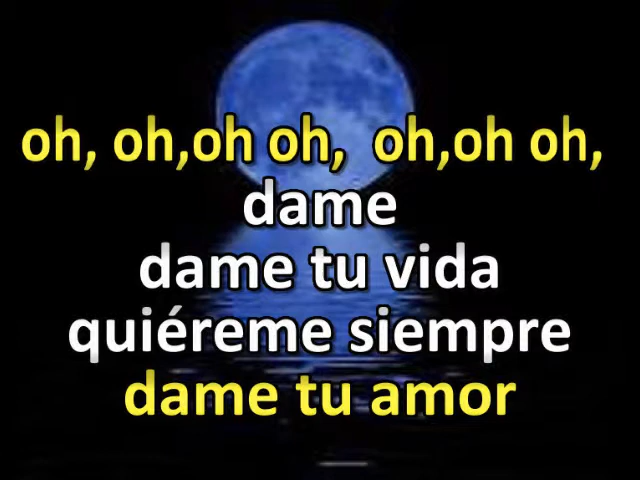 oh, oh,oh oh,  oh,oh oh,
dame
dame tu vida
quiéreme siempre
dame tu amor